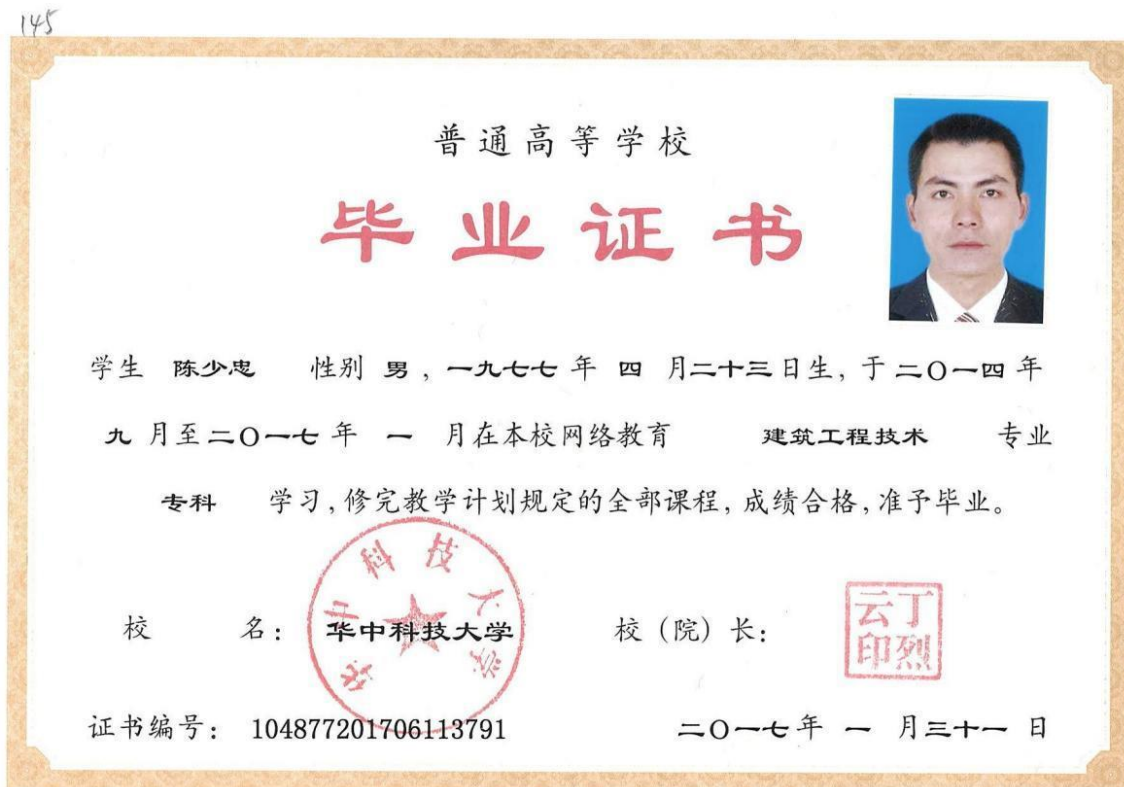 145
普通高等学校
毕业证书
学生 陈少忠 性别 男，一九七七年 四 月二十三日生，于二〇一四年
九 月至二〇一七年 一 月在本校网络教育 建筑工程技术 专业
专科 学习，修完教学计划规定的全部课程，成绩合格，准予毕业。
华中科技大学
校 名： 华中科技大学 校（院）长：
丁烈云印
证书编号： 104877201706113791 二〇一七年 一 月三十一 日